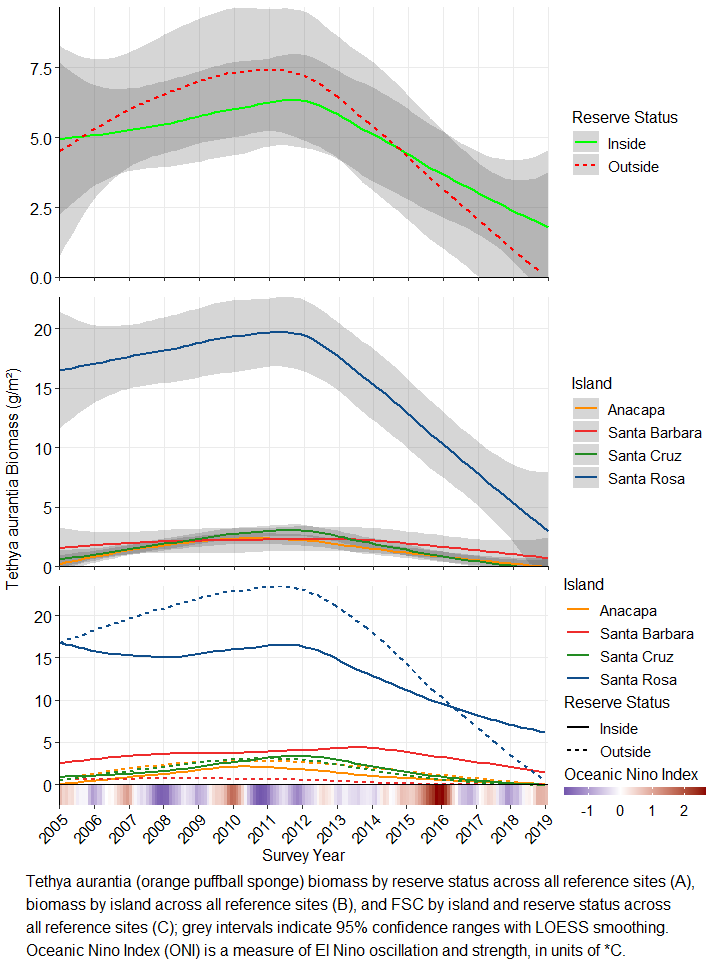 7.5
5.0
2.5
0.0
Reserve Status
Inside
Outside
Tethya aurantia Biomass (g/m²)
20
15
10
5
0
Island
Anacapa
Santa Barbara
Santa Cruz
Santa Rosa
20
15
10
5
0
2005 2006 2007 2008 2009 2010 2011 2012 2013 2014 2015 2016 2017 2018 2019
Survey Year
Island
Anacapa
Santa Barbara
Santa Cruz
Santa Rosa
Reserve Status
Inside
Outside
Oceanic Nino Index
-1 0 1 2
Tethya aurantia (orange puffball sponge) biomass by reserve status across all reference sites (A),
biomass by island across all reference sites (B), and FSC by island and reserve status across
all reference sites (C); grey intervals indicate 95% confidence ranges with LOESS smoothing.
Oceanic Nino Index (ONI) is a measure of El Nino oscillation and strength, in units of *C.